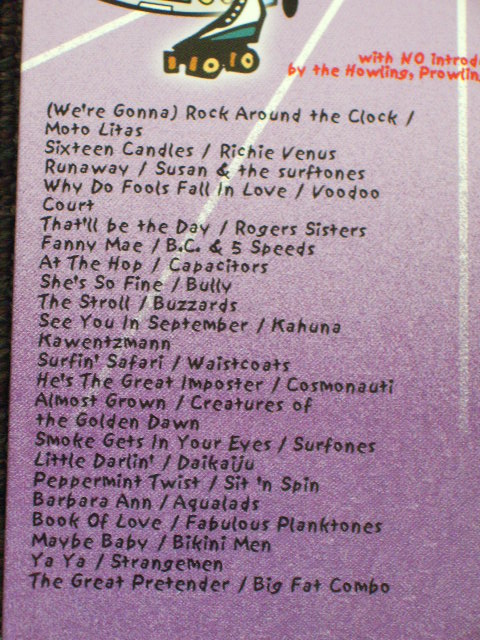 with NO introd
by the Howling, Prowlin
(We're Gonna) Rock Around the Clock /
Moto Litas
Sixteen Candles / Richie Venus
Runaway / Susan & the surftones
Why Do Fools Fall In Love / Voodoo
Court
That'll be the Day / Rogers Sisters
Fanny Mae / B.C. & 5 Speeds
At The Hop / Capacitors
She's So Fine / Bully
The Stroll / Buzzards
See You In September / Kahuna
Kawentzmann
Surfin' Safari / Waistcoats
He's The Great Imposter / Cosmonauti
Almost Grown / Creatures of
the Golden Dawn
Smoke Gets In Your Eyes / Surfones
Little Darlin' / Daikaiju
Peppermint Twist / Sit 'n Spin
Barbara Ann / Aqualads
Book Of Love / Fabulous Planktones
Maybe Baby / Bikini Men
Ya Ya / Strangemen
The Great Pretender / Big Fat Combo